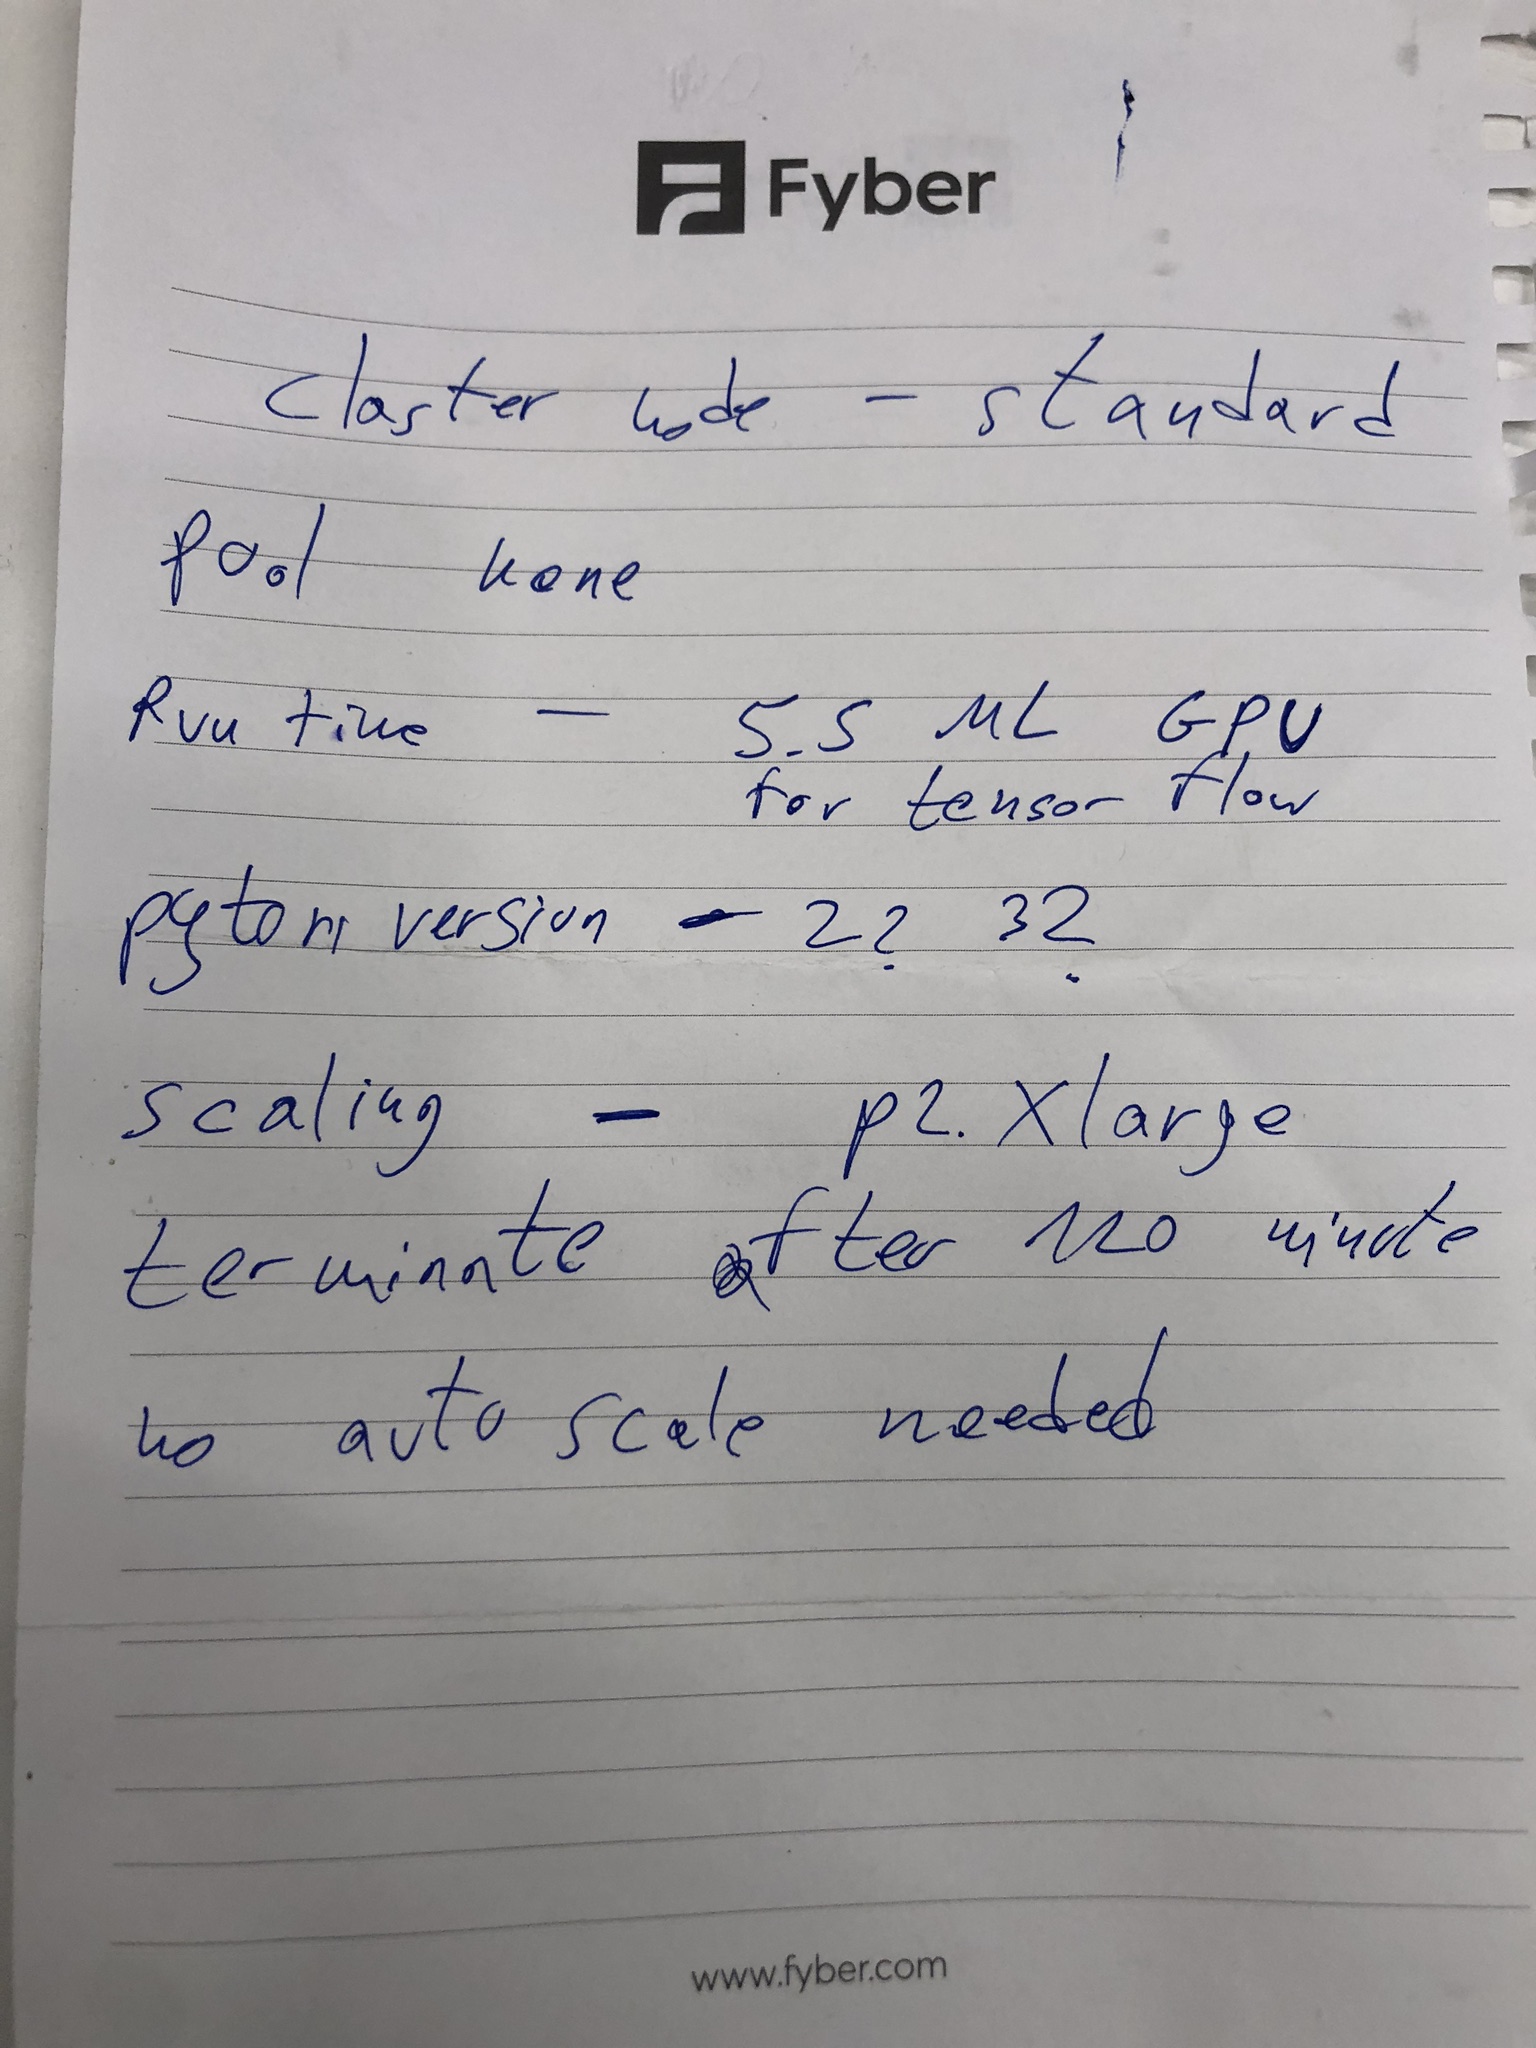 Fyber
Claster mode - standard
pool none
Run time - 5.5 ML GPU
for tensor flow
pyton version - 2? 3?
scaling - p2.Xlarge
terminate after 120 minute
no auto scale needed
www.fyber.com